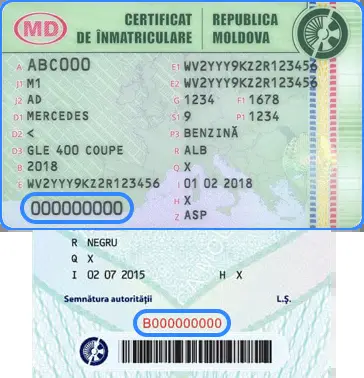 MD CERTIFICAT DE ÎNMATRICULARE REPUBLICA MOLDOVA
A ABC000 E1 WV2YYY9KZ2R123456
J1 M1 E2 WV2YYY9KZ2R123456
J2 AD G 1234 F1 1678
D1 MERCEDES S1 9 P1 1234
D2 < P3 BENZINĂ
D3 GLE 400 COUPE R ALB
B 2018 Q X
E WV2YYY9KZ2R123456 I 01 02 2018
000000000 H X
Z ASP
R NEGRU
Q X
I 02 07 2015 H X
Semnătura autorităţii L.Ş.
B000000000